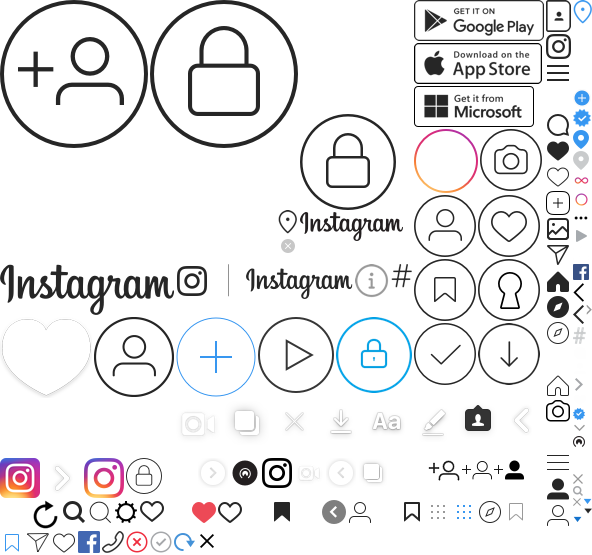 GET IT ON
Google Play
Download on the
App Store
Get it from
Microsoft
Instagram
Instagram
Instagram
Aa